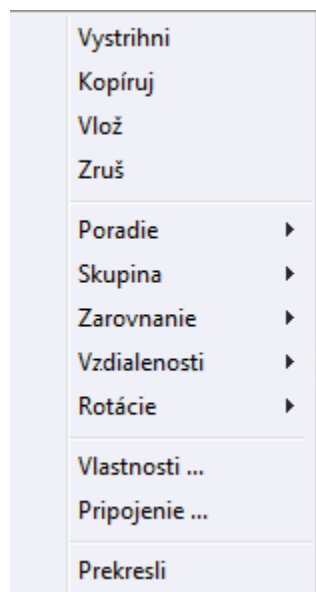 Vystrihni
Kopíruj
Vlož
Zruš
Poradie
Skupina
Zarovnanie
Vzdialenosti
Rotácie
Vlastnosti ...
Pripojenie ...
Prekresli